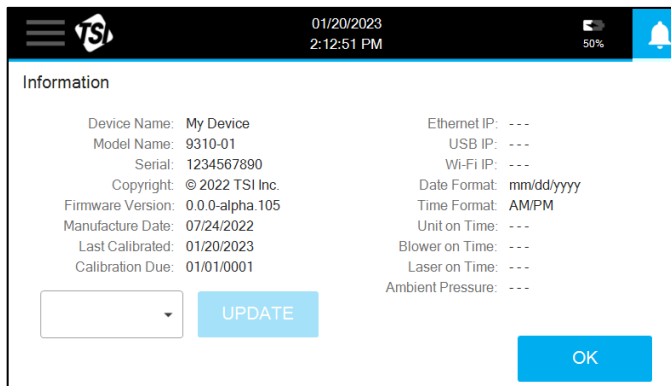 TSI
01/20/2023
2:12:51 PM
50%
Information
Device Name: My Device
Model Name: 9310-01
Serial: 1234567890
Copyright: © 2022 TSI Inc.
Firmware Version: 0.0.0-alpha.105
Manufacture Date: 07/24/2022
Last Calibrated: 01/20/2023
Calibration Due: 01/01/0001
UPDATE
Ethernet IP: - - -
USB IP: - - -
Wi-Fi IP: - - -
Date Format: mm/dd/yyyy
Time Format: AM/PM
Unit on Time: - - -
Blower on Time: - - -
Laser on Time: - - -
Ambient Pressure: - - -
OK